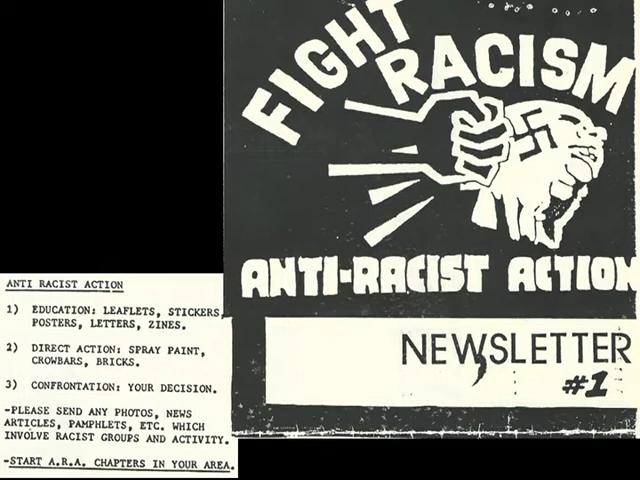 FIGHT
RACISM
ANTI-RACIST ACTION
NEWSLETTER
#1
ANTI RACIST ACTION
1) EDUCATION: LEAFLETS, STICKERS,
POSTERS, LETTERS, ZINES.
2) DIRECT ACTION: SPRAY PAINT,
CROWBARS, BRICKS.
3) CONFRONTATION: YOUR DECISION.
-PLEASE SEND ANY PHOTOS, NEWS
ARTICLES, PAMPHLETS, ETC. WHICH
INVOLVE RACIST GROUPS AND ACTIVITY.
-START A.R.A. CHAPTERS IN YOUR AREA.